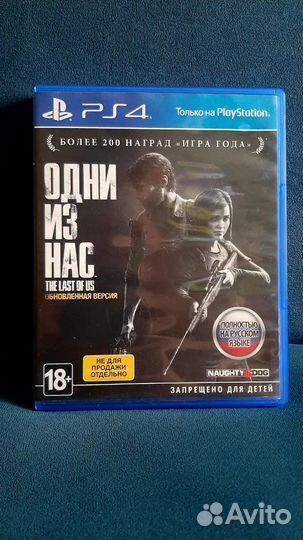 PS4 Только на PlayStation®
БОЛЕЕ 200 НАГРАД «ИГРА ГОДА»
ОДНИ
ИЗ
НАС
THE LAST OF US
ОБНОВЛЕННАЯ ВЕРСИЯ
ПОЛНОСТЬЮ
НА РУССКОМ
ЯЗЫКЕ
НЕ ДЛЯ
ПРОДАЖИ
ОТДЕЛЬНО
18+
NAUGHTY DOG
ЗАПРЕЩЕНО ДЛЯ ДЕТЕЙ
Avito